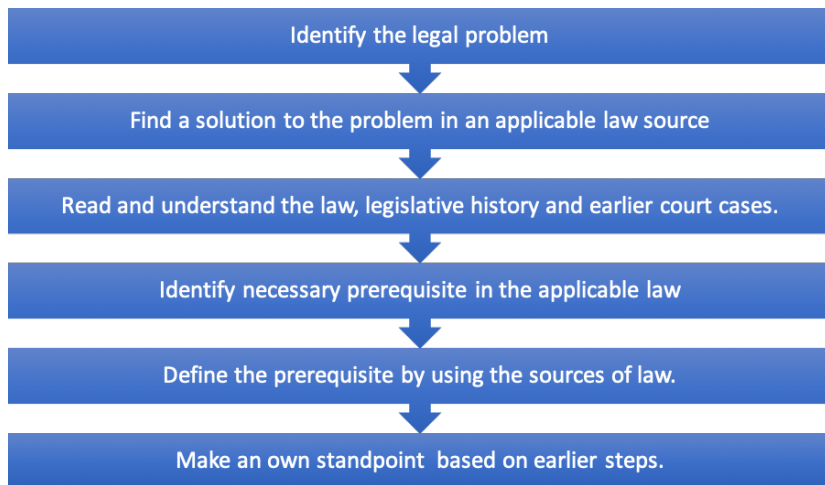 Identify the legal problem
Find a solution to the problem in an applicable law source
Read and understand the law, legislative history and earlier court cases.
Identify necessary prerequisite in the applicable law
Define the prerequisite by using the sources of law.
Make an own standpoint  based on earlier steps.